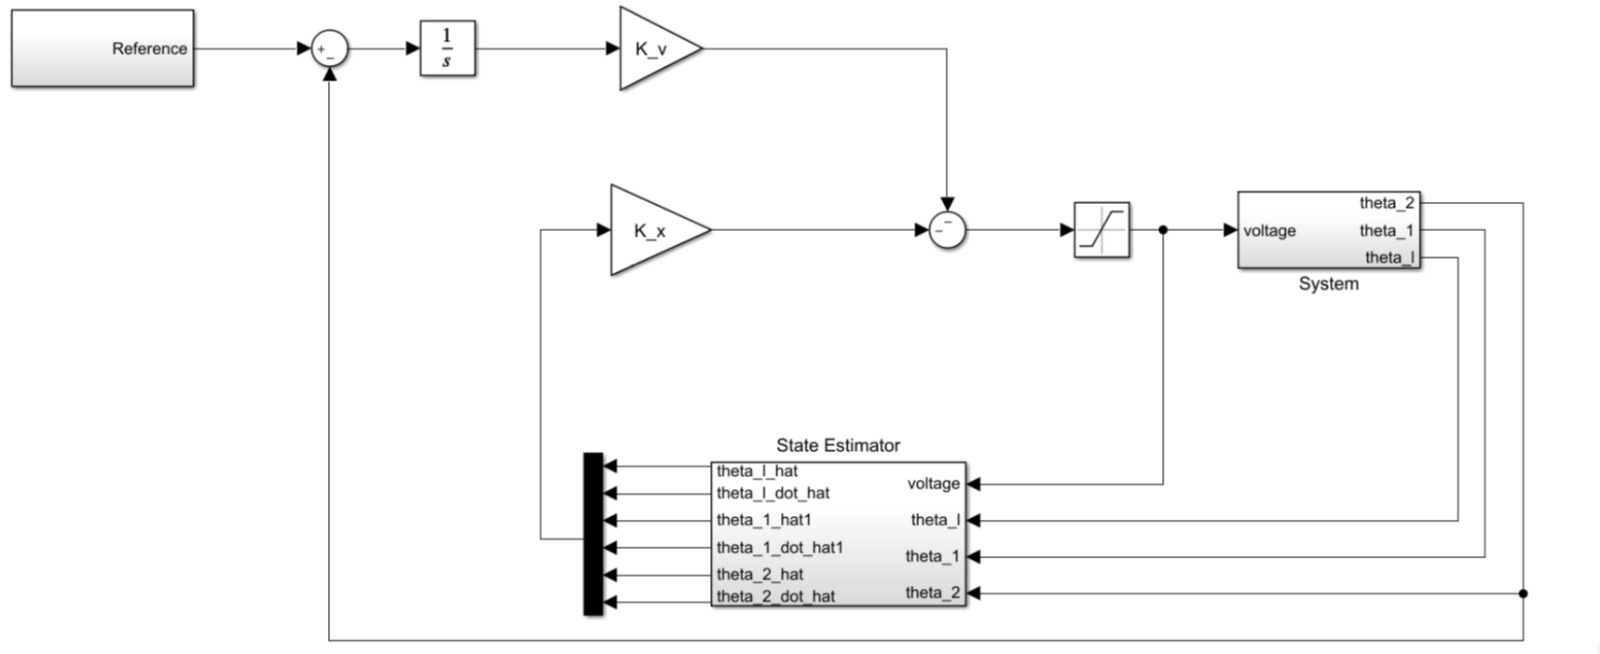 Reference
+
−
1
s
K_v
K_x
−
−
voltage
theta_2
theta_1
theta_l
System
State Estimator
theta_l_hat
theta_l_dot_hat
theta_1_hat1
theta_1_dot_hat1
theta_2_hat
theta_2_dot_hat
voltage
theta_l
theta_1
theta_2